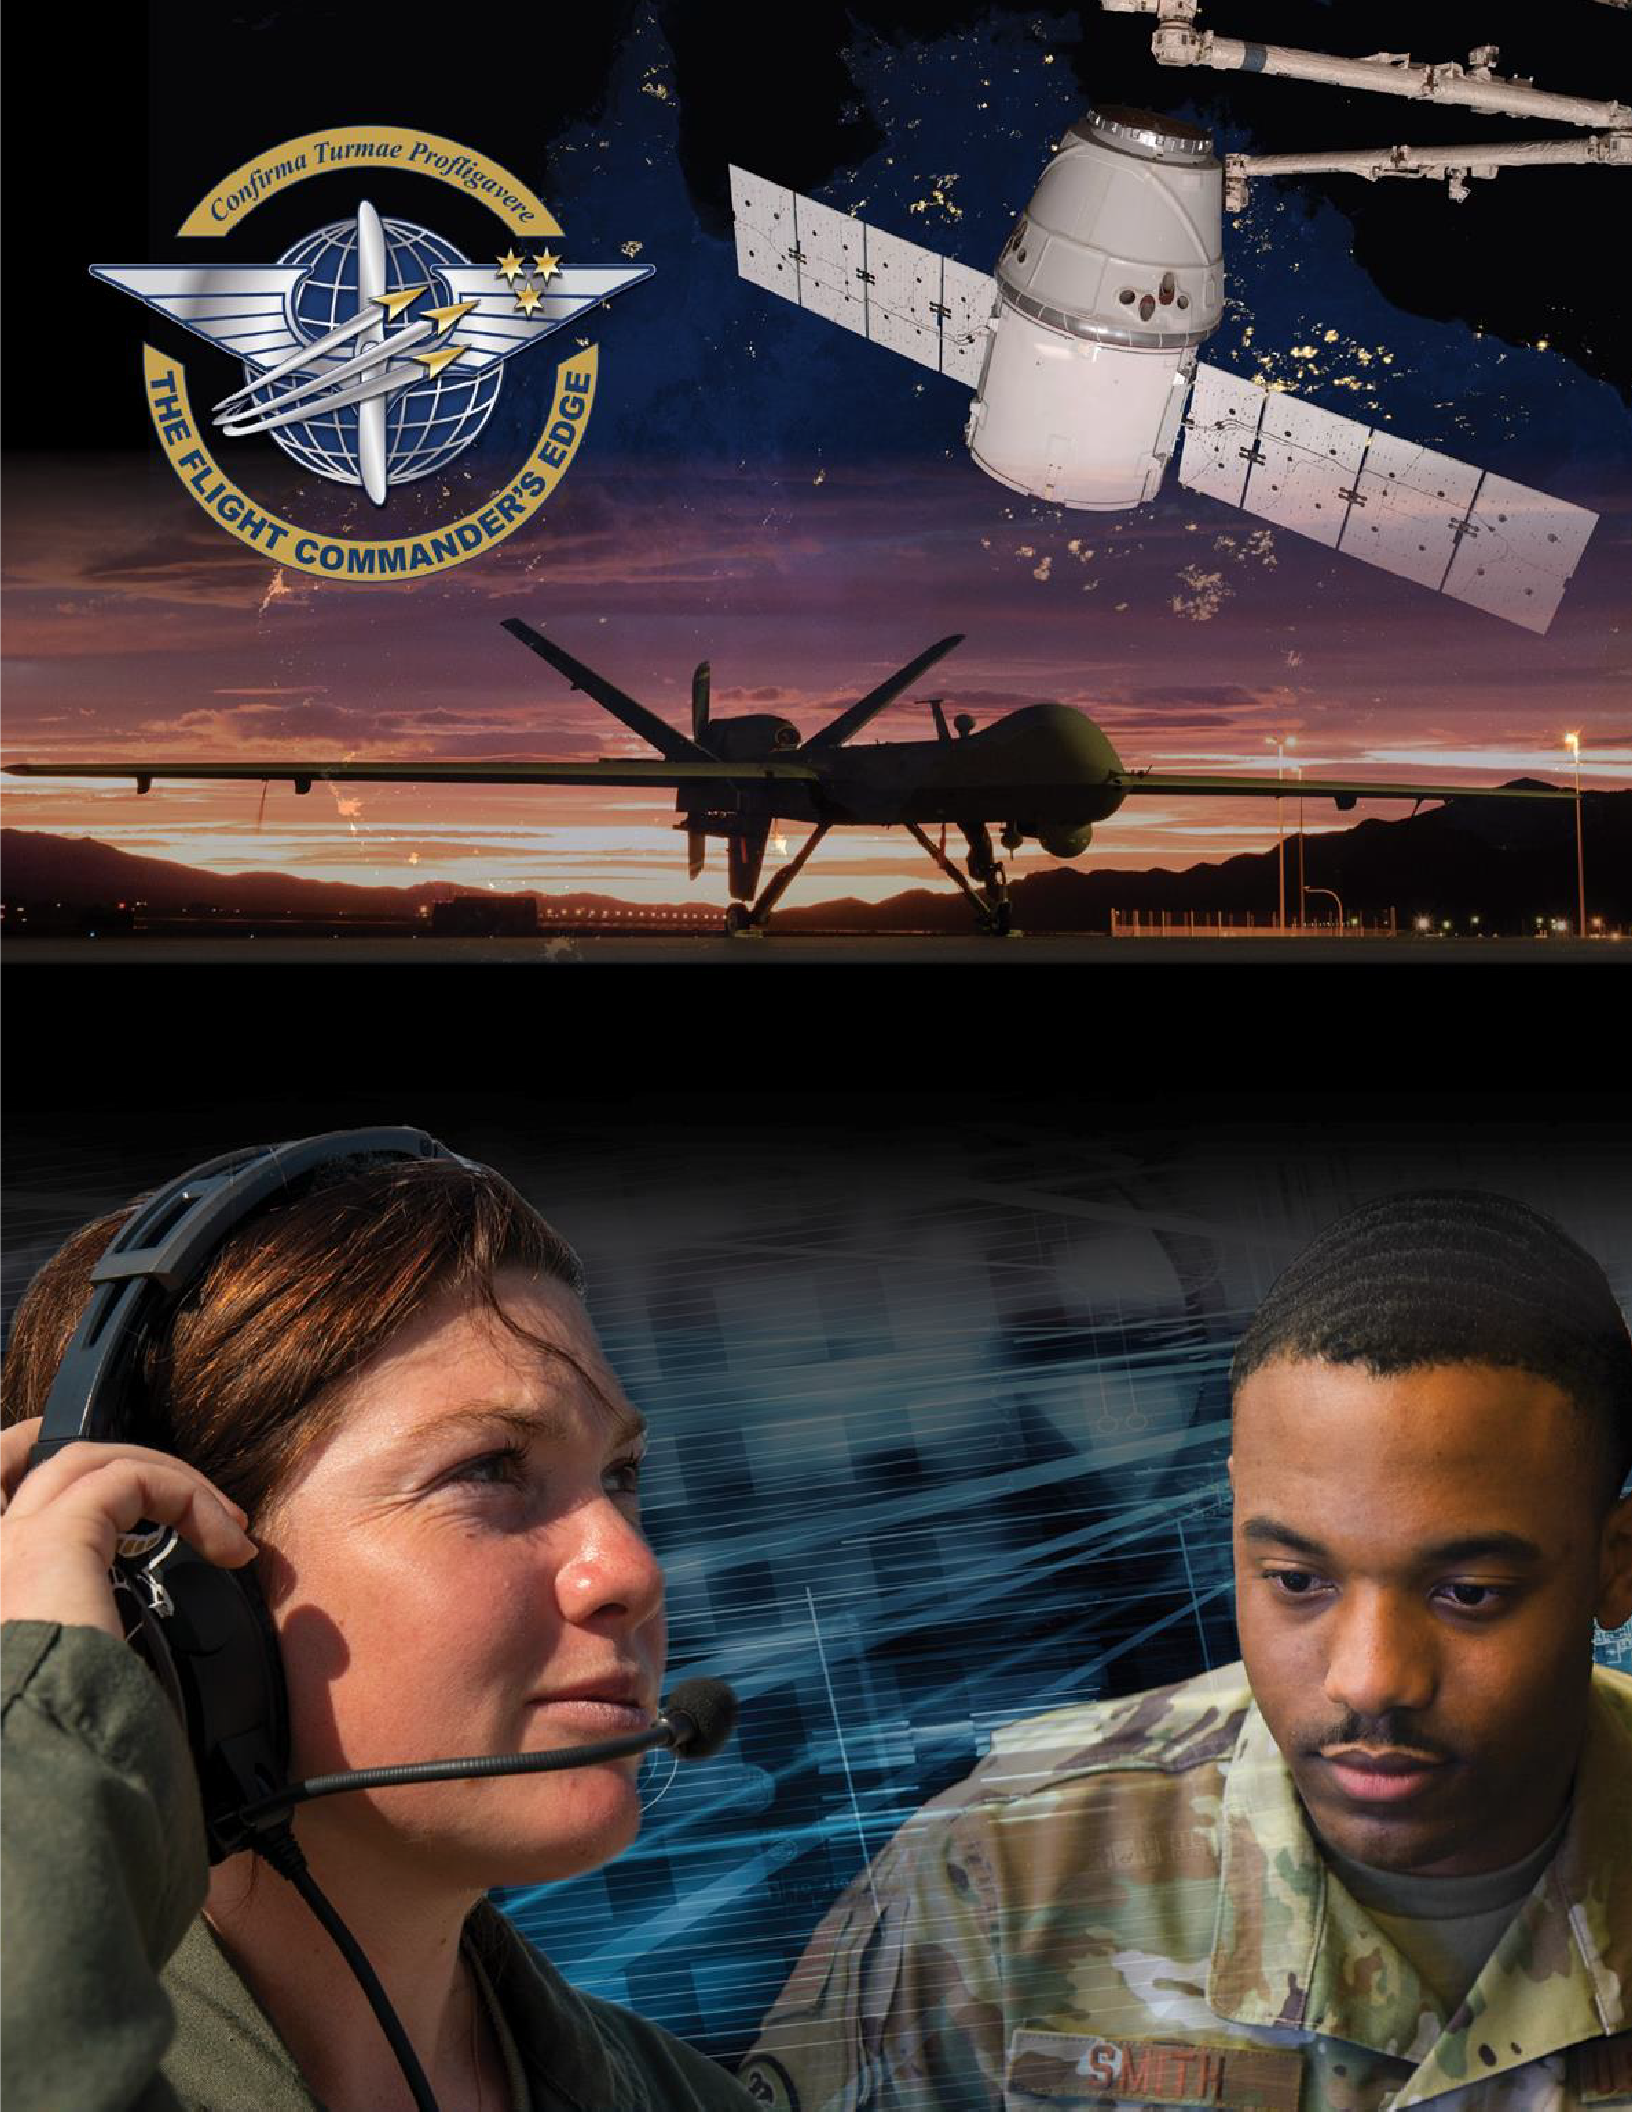 Confirma Turmae Profligavere
THE FLIGHT COMMANDER'S EDGE
SMITH